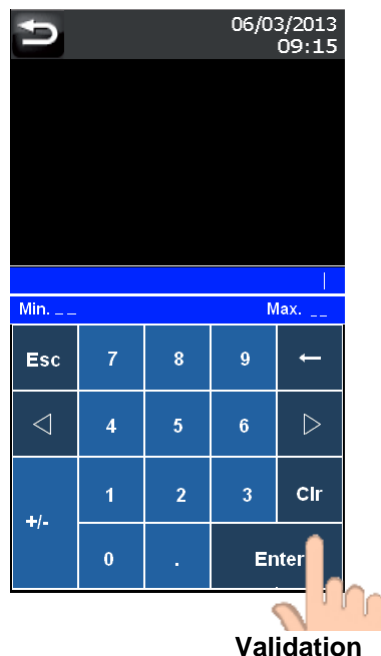 06/03/2013
09:15
Min. _ _ Max. _ _
Esc 7 8 9 ←
◁ 4 5 6 ▷
+/- 1 2 3 Clr
0 . Enter
Validation